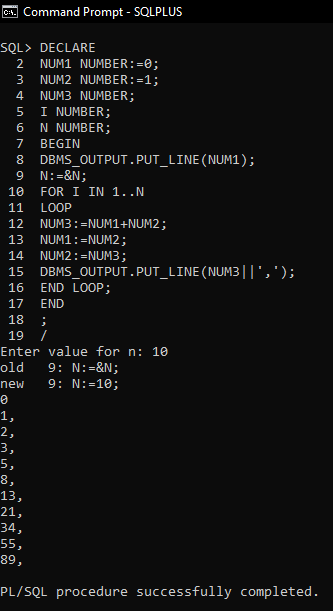 Command Prompt - SQLPLUS
SQL> DECLARE
  2  NUM1 NUMBER:=0;
  3  NUM2 NUMBER:=1;
  4  NUM3 NUMBER;
  5  I NUMBER;
  6  N NUMBER;
  7  BEGIN
  8  DBMS_OUTPUT.PUT_LINE(NUM1);
  9  N:=&N;
 10  FOR I IN 1..N
 11  LOOP
 12  NUM3:=NUM1+NUM2;
 13  NUM1:=NUM2;
 14  NUM2:=NUM3;
 15  DBMS_OUTPUT.PUT_LINE(NUM3||',');
 16  END LOOP;
 17  END
 18  ;
 19  /
Enter value for n: 10
old   9: N:=&N;
new   9: N:=10;
0
1,
2,
3,
5,
8,
13,
21,
34,
55,
89,
PL/SQL procedure successfully completed.